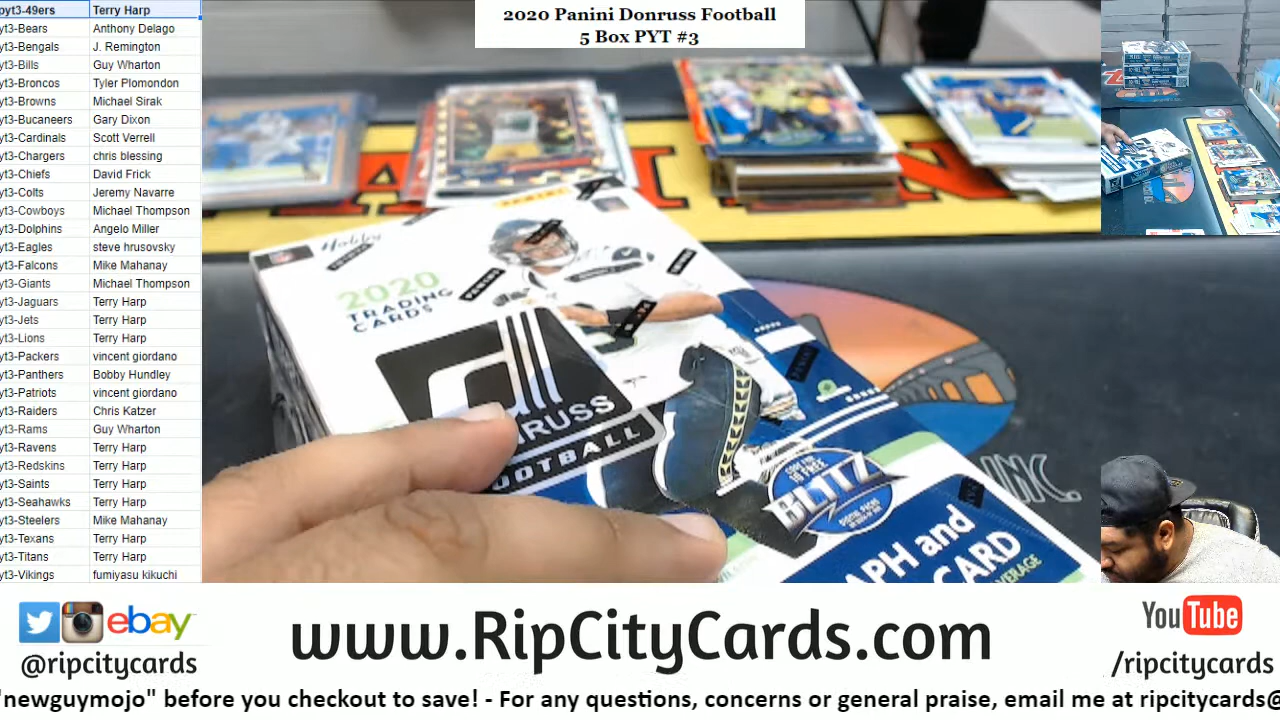 pyt3-49ers Terry Harp
yt3-Bears Anthony Delago
yt3-Bengals J. Remington
yt3-Bills Guy Wharton
yt3-Broncos Tyler Plomondon
yt3-Browns Michael Sirak
yt3-Bucaneers Gary Dixon
yt3-Cardinals Scott Verrell
yt3-Chargers chris blessing
yt3-Chiefs David Frick
yt3-Colts Jeremy Navarre
yt3-Cowboys Michael Thompson
yt3-Dolphins Angelo Miller
yt3-Eagles steve hrusovsky
yt3-Falcons Mike Mahanay
yt3-Giants Michael Thompson
yt3-Jaguars Terry Harp
yt3-Jets Terry Harp
yt3-Lions Terry Harp
yt3-Packers vincent giordano
yt3-Panthers Bobby Hundley
yt3-Patriots vincent giordano
yt3-Raiders Chris Katzer
yt3-Rams Guy Wharton
yt3-Ravens Terry Harp
yt3-Redskins Terry Harp
yt3-Saints Terry Harp
yt3-Seahawks Terry Harp
yt3-Steelers Mike Mahanay
yt3-Texans Terry Harp
yt3-Titans Terry Harp
yt3-Vikings fumiyasu kikuchi
2020 Panini Donruss Football
5 Box PYT #3
Hobby
2020
TRADING
CARDS
RUSS
OOTBALL
BLITZ
APH and
CARD
VERAGE
INC.
ebay
@ripcitycards
www.RipCityCards.com
YouTube
/ripcitycards
"newguymojo" before you checkout to save! - For any questions, concerns or general praise, email me at ripcitycards@